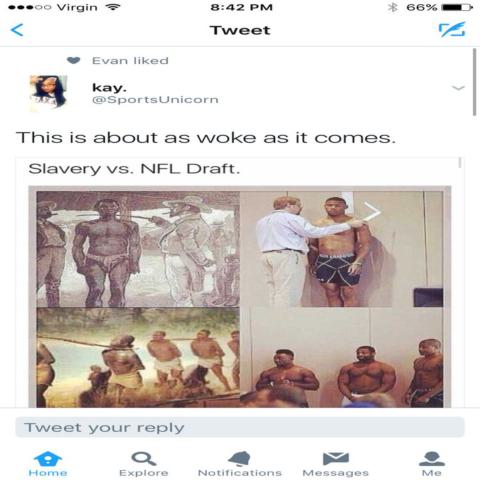 Virgin 8:42 PM 66%
Tweet
Evan liked
kay.
@SportsUnicorn
This is about as woke as it comes.
Slavery vs. NFL Draft.
Tweet your reply
Home Explore Notifications Messages Me